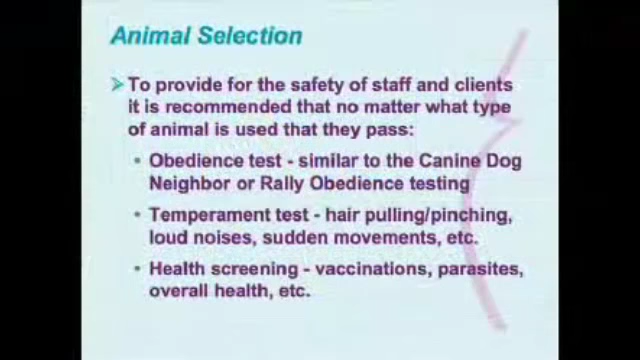 Animal Selection
To provide for the safety of staff and clients
it is recommended that no matter what type
of animal is used that they pass:
• Obedience test - similar to the Canine Dog
Neighbor or Rally Obedience testing
• Temperament test - hair pulling/pinching,
loud noises, sudden movements, etc.
• Health screening - vaccinations, parasites,
overall health, etc.